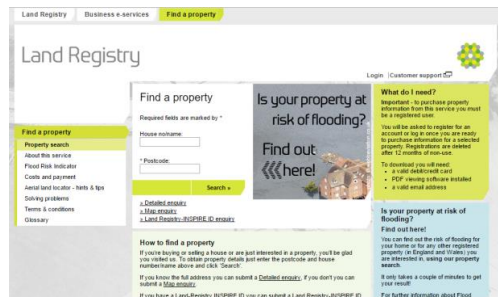 Land Registry
Business e-services
Find a property
Land Registry
Login | Customer support
Find a property
Property search
About this service
Flood Risk Indicator
Costs and payment
Aerial land locator - hints & tips
Solving problems
Terms & conditions
Glossary
Find a property
Required fields are marked by *
House no/name:
* Postcode:
Search »
» Detailed enquiry
» Map enquiry
» Land Registry-INSPIRE ID enquiry
Is your property at
risk of flooding?
Find out
here!
How to find a property
If you're buying or selling a house or are just interested in a property, you'll be glad
you visited us. To obtain property details just enter the postcode and house
number/name above and click 'Search'.
If you know the full address you can submit a Detailed enquiry, if you don't you can
submit a Map enquiry.
If you have a Land-Registry INSPIRE ID you can submit a Land Registry-INSPIRE ID
What do I need?
Important - to purchase property
information from this service you must
be a registered user.
You will be asked to register for an
account or log in once you are ready
to purchase information for a selected
property. Registrations are deleted
after 12 months of non-use.
To download you will need:
• a valid debit/credit card
• PDF viewing software installed
• a valid email address
Is your property at risk of
flooding?
Find out here!
You can find out the risk of flooding for
your home or for any other registered
property (in England and Wales) you
are interested in, using our property
search.
It only takes a couple of minutes to get
your result!
For further information about Flood